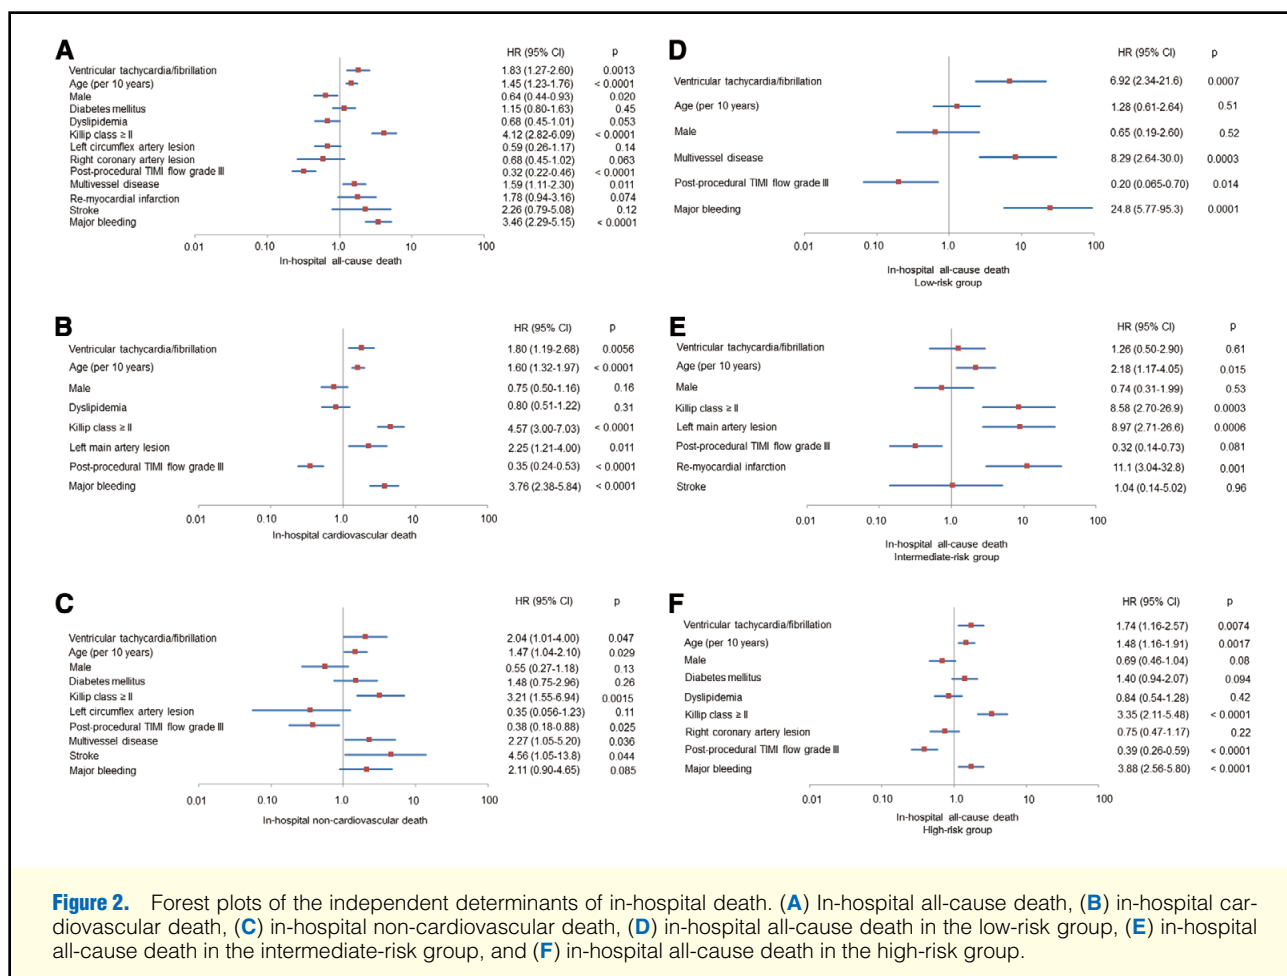 A
HR (95% CI) p
Ventricular tachycardia/fibrillation 1.83 (1.27-2.60) 0.0013
Age (per 10 years) 1.45 (1.23-1.76) < 0.0001
Male 0.64 (0.44-0.93) 0.020
Diabetes mellitus 1.15 (0.80-1.63) 0.45
Dyslipidemia 0.68 (0.45-1.01) 0.053
Killip class ≥ II 4.12 (2.82-6.09) < 0.0001
Left circumflex artery lesion 0.59 (0.26-1.17) 0.14
Right coronary artery lesion 0.68 (0.45-1.02) 0.063
Post-procedural TIMI flow grade III 0.32 (0.22-0.46) < 0.0001
Multivessel disease 1.59 (1.11-2.30) 0.011
Re-myocardial infarction 1.78 (0.94-3.16) 0.074
Stroke 2.26 (0.79-5.08) 0.12
Major bleeding 3.46 (2.29-5.15) < 0.0001
0.01 0.10 1.0 10 100
In-hospital all-cause death
B
HR (95% CI) p
Ventricular tachycardia/fibrillation 1.80 (1.19-2.68) 0.0056
Age (per 10 years) 1.60 (1.32-1.97) < 0.0001
Male 0.75 (0.50-1.16) 0.16
Dyslipidemia 0.80 (0.51-1.22) 0.31
Killip class ≥ II 4.57 (3.00-7.03) < 0.0001
Left main artery lesion 2.25 (1.21-4.00) 0.011
Post-procedural TIMI flow grade III 0.35 (0.24-0.53) < 0.0001
Major bleeding 3.76 (2.38-5.84) < 0.0001
0.01 0.10 1.0 10 100
In-hospital cardiovascular death
C
HR (95% CI) p
Ventricular tachycardia/fibrillation 2.04 (1.01-4.00) 0.047
Age (per 10 years) 1.47 (1.04-2.10) 0.029
Male 0.55 (0.27-1.18) 0.13
Diabetes mellitus 1.48 (0.75-2.96) 0.26
Killip class ≥ II 3.21 (1.55-6.94) 0.0015
Left circumflex artery lesion 0.35 (0.056-1.23) 0.11
Post-procedural TIMI flow grade III 0.38 (0.18-0.88) 0.025
Multivessel disease 2.27 (1.05-5.20) 0.036
Stroke 4.56 (1.05-13.8) 0.044
Major bleeding 2.11 (0.90-4.65) 0.085
0.01 0.10 1.0 10 100
In-hospital non-cardiovascular death
D
HR (95% CI) p
Ventricular tachycardia/fibrillation 6.92 (2.34-21.6) 0.0007
Age (per 10 years) 1.28 (0.61-2.64) 0.51
Male 0.65 (0.19-2.60) 0.52
Multivessel disease 8.29 (2.64-30.0) 0.0003
Post-procedural TIMI flow grade III 0.20 (0.065-0.70) 0.014
Major bleeding 24.8 (5.77-95.3) 0.0001
0.01 0.10 1.0 10 100
In-hospital all-cause death
Low-risk group
E
HR (95% CI) p
Ventricular tachycardia/fibrillation 1.26 (0.50-2.90) 0.61
Age (per 10 years) 2.18 (1.17-4.05) 0.015
Male 0.74 (0.31-1.99) 0.53
Killip class ≥ II 8.58 (2.70-26.9) 0.0003
Left main artery lesion 8.97 (2.71-26.6) 0.0006
Post-procedural TIMI flow grade III 0.32 (0.14-0.73) 0.081
Re-myocardial infarction 11.1 (3.04-32.8) 0.001
Stroke 1.04 (0.14-5.02) 0.96
0.01 0.10 1.0 10 100
In-hospital all-cause death
Intermediate-risk group
F
HR (95% CI) p
Ventricular tachycardia/fibrillation 1.74 (1.16-2.57) 0.0074
Age (per 10 years) 1.48 (1.16-1.91) 0.0017
Male 0.69 (0.46-1.04) 0.08
Diabetes mellitus 1.40 (0.94-2.07) 0.094
Dyslipidemia 0.84 (0.54-1.28) 0.42
Killip class ≥ II 3.35 (2.11-5.48) < 0.0001
Right coronary artery lesion 0.75 (0.47-1.17) 0.22
Post-procedural TIMI flow grade III 0.39 (0.26-0.59) < 0.0001
Major bleeding 3.88 (2.56-5.80) < 0.0001
0.01 0.10 1.0 10 100
In-hospital all-cause death
High-risk group
Figure 2. Forest plots of the independent determinants of in-hospital death. (A) In-hospital all-cause death, (B) in-hospital car-
diovascular death, (C) in-hospital non-cardiovascular death, (D) in-hospital all-cause death in the low-risk group, (E) in-hospital
all-cause death in the intermediate-risk group, and (F) in-hospital all-cause death in the high-risk group.